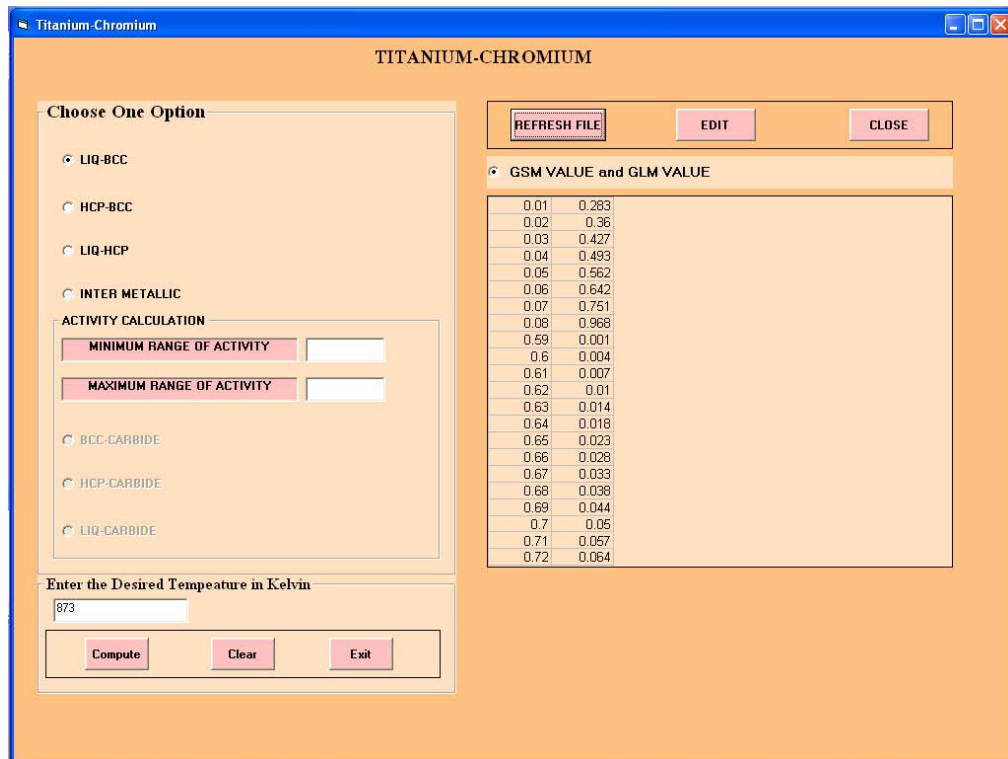 Titanium-Chromium
TITANIUM-CHROMIUM
Choose One Option
LIQ-BCC
HCP-BCC
LIQ-HCP
INTER METALLIC
ACTIVITY CALCULATION
MINIMUM RANGE OF ACTIVITY
MAXIMUM RANGE OF ACTIVITY
BCC-CARBIDE
HCP-CARBIDE
LIQ-CARBIDE
Enter the Desired Tempeature in Kelvin
873
Compute Clear Exit
REFRESH FILE EDIT CLOSE
GSM VALUE and GLM VALUE
0.01 0.283
0.02 0.36
0.03 0.427
0.04 0.493
0.05 0.562
0.06 0.642
0.07 0.751
0.08 0.968
0.59 0.001
0.6 0.004
0.61 0.007
0.62 0.01
0.63 0.014
0.64 0.018
0.65 0.023
0.66 0.028
0.67 0.033
0.68 0.038
0.69 0.044
0.7 0.05
0.71 0.057
0.72 0.064